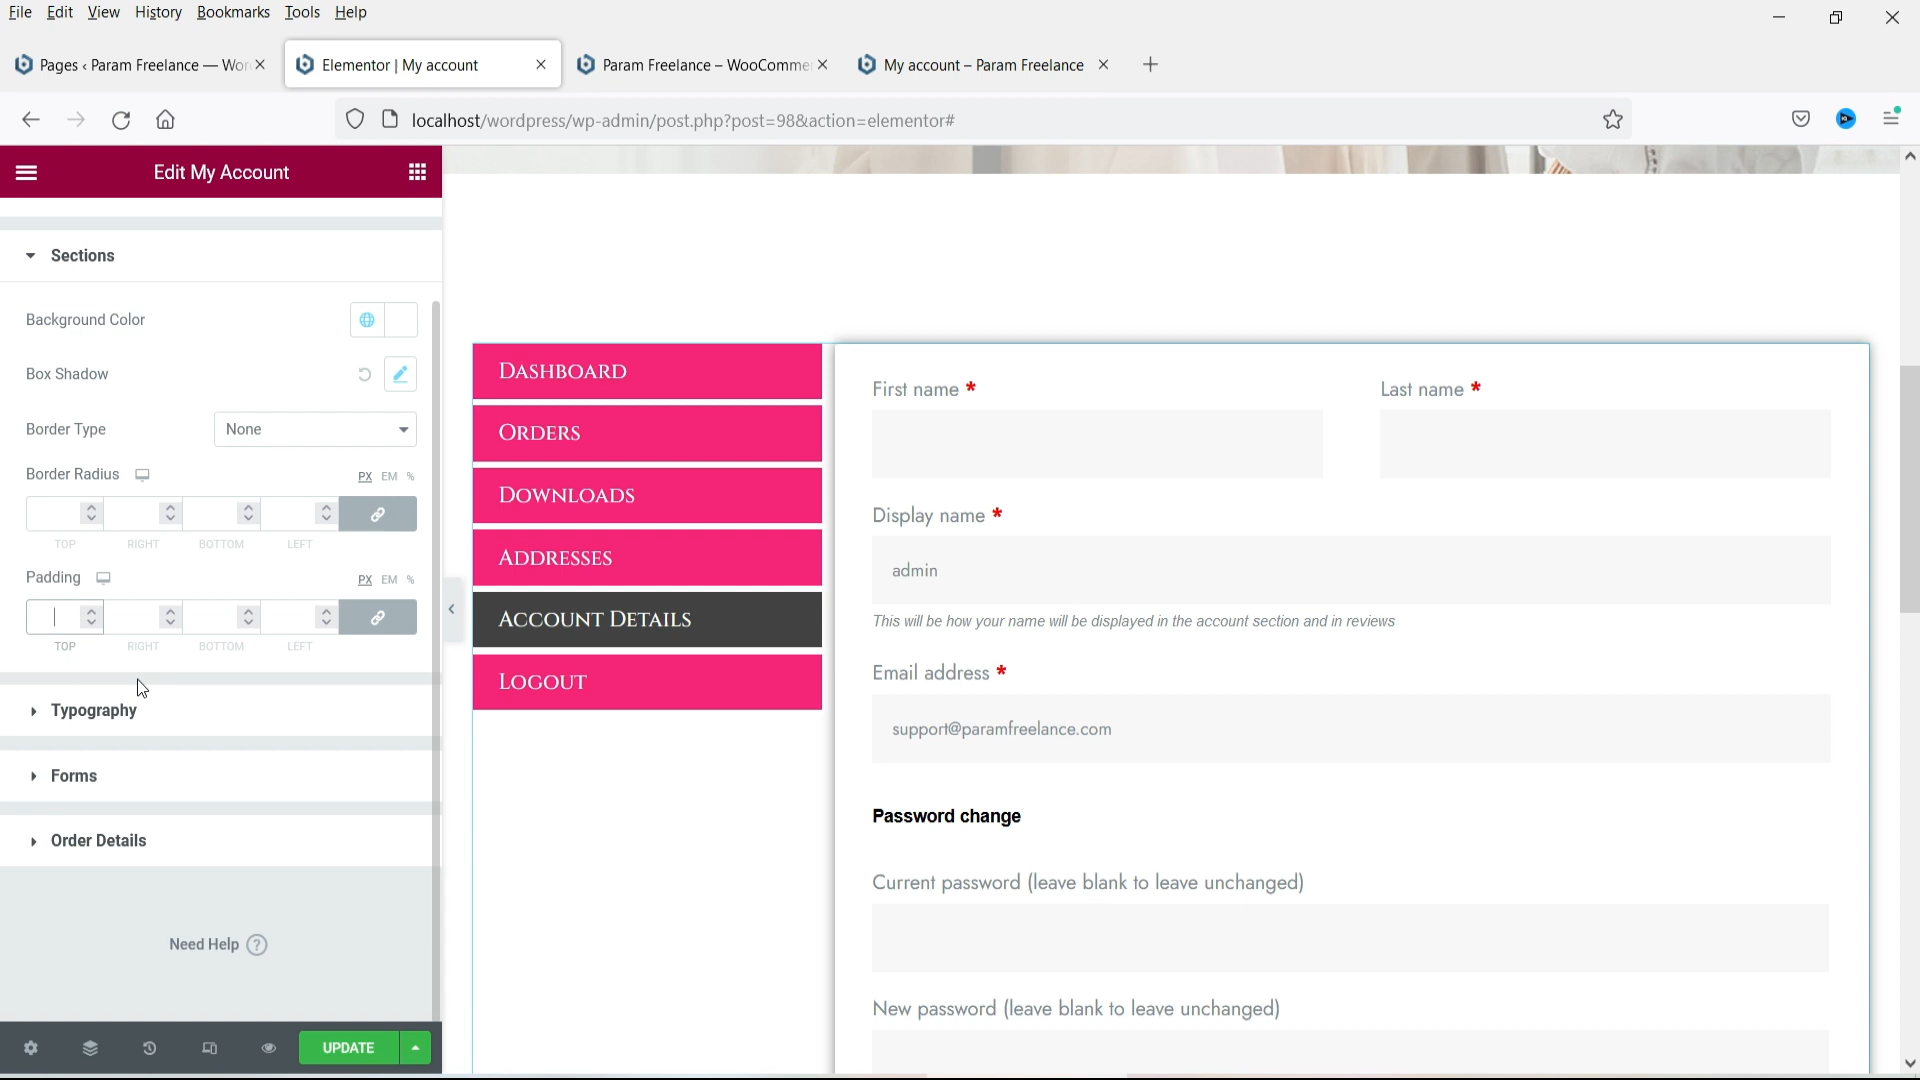 File Edit View History Bookmarks Tools Help
Pages ‹ Param Freelance — Wor
Elementor | My account
Param Freelance – WooComme
My account – Param Freelance
localhost/wordpress/wp-admin/post.php?post=98&action=elementor#
Edit My Account
Sections
Background Color
Box Shadow
Border Type None
Border Radius PX EM %
TOP RIGHT BOTTOM LEFT
Padding PX EM %
TOP RIGHT BOTTOM LEFT
Typography
Forms
Order Details
Need Help ?
UPDATE
Dashboard
Orders
Downloads
Addresses
Account Details
Logout
First name * Last name *
Display name *
admin
This will be how your name will be displayed in the account section and in reviews
Email address *
support@paramfreelance.com
Password change
Current password (leave blank to leave unchanged)
New password (leave blank to leave unchanged)